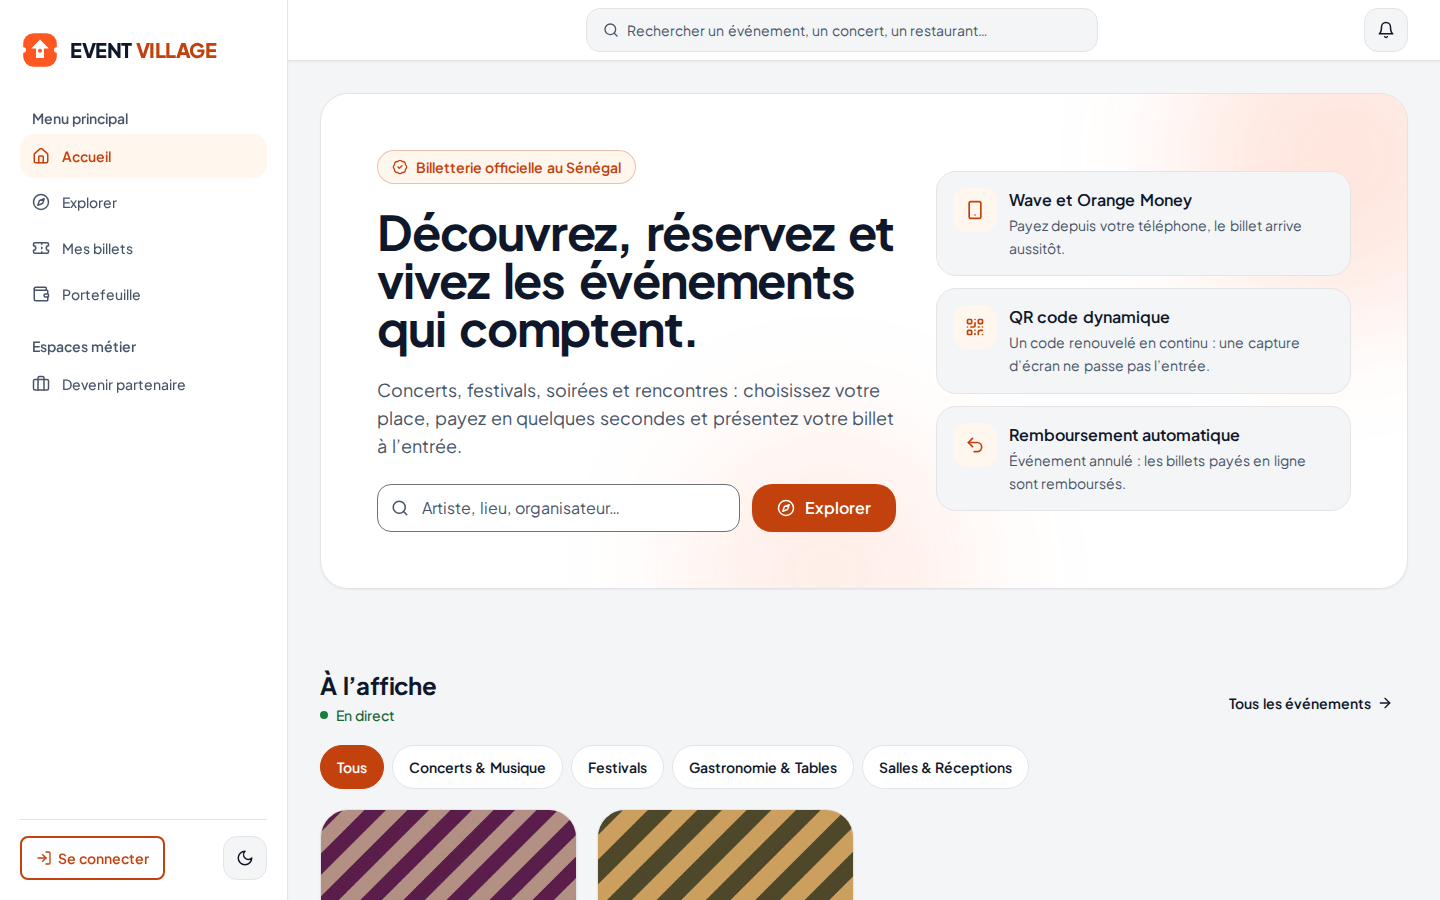 EVENT VILLAGE
Menu principal
Accueil
Explorer
Mes billets
Portefeuille
Espaces métier
Devenir partenaire
Se connecter
Rechercher un événement, un concert, un restaurant…
Billetterie officielle au Sénégal
Découvrez, réservez et
vivez les événements
qui comptent.
Concerts, festivals, soirées et rencontres : choisissez votre
place, payez en quelques secondes et présentez votre billet
à l’entrée.
Artiste, lieu, organisateur…
Explorer
Wave et Orange Money
Payez depuis votre téléphone, le billet arrive
aussitôt.
QR code dynamique
Un code renouvelé en continu : une capture
d’écran ne passe pas l’entrée.
Remboursement automatique
Événement annulé : les billets payés en ligne
sont remboursés.
À l’affiche
En direct
Tous les événements
Tous
Concerts & Musique
Festivals
Gastronomie & Tables
Salles & Réceptions